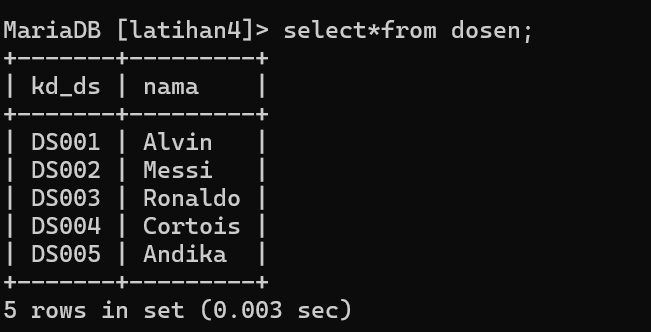 MariaDB [latihan4]> select*from dosen;
+-------+---------+
| kd_ds | nama    |
+-------+---------+
| DS001 | Alvin   |
| DS002 | Messi   |
| DS003 | Ronaldo |
| DS004 | Cortois |
| DS005 | Andika  |
+-------+---------+
5 rows in set (0.003 sec)